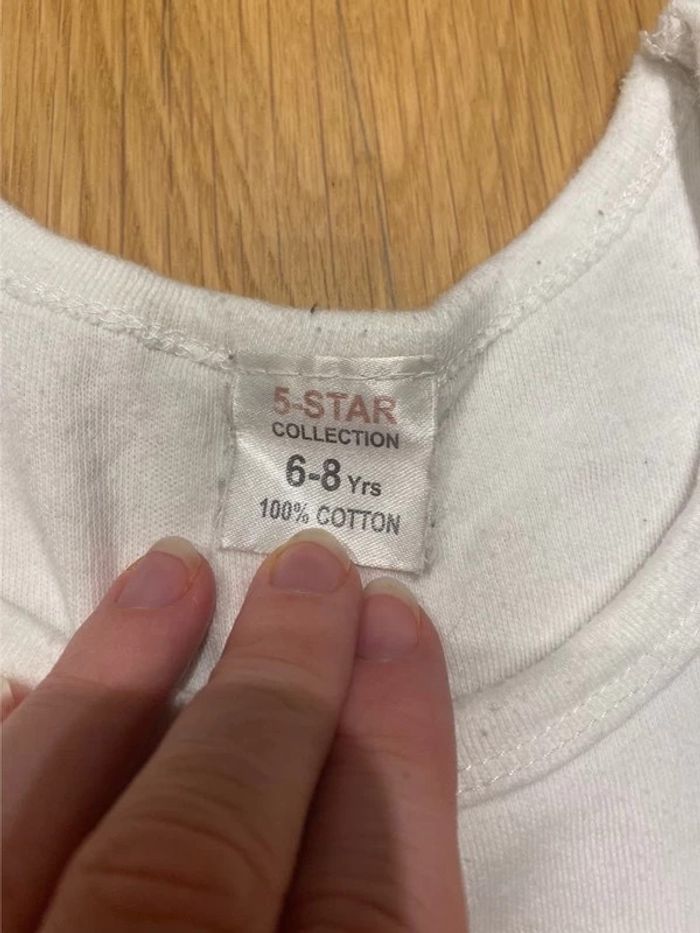 5-STAR
COLLECTION
6-8 Yrs
100% COTTON